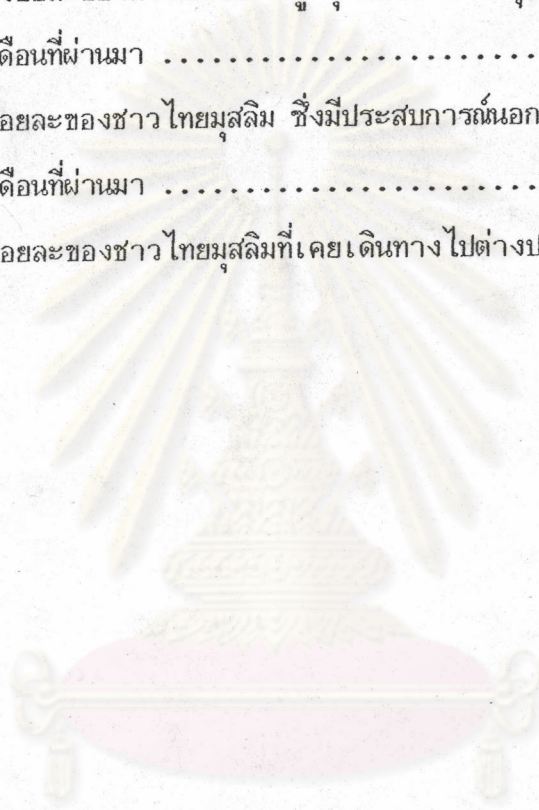 ดือนที่ผ่านมา ........................
อยละของชาวไทยมุสลิม ซึ่งมีประสบการณ์นอก
ดือนที่ผ่านมา ........................
อยละของชาวไทยมุสลิมที่เคยเดินทางไปต่างป